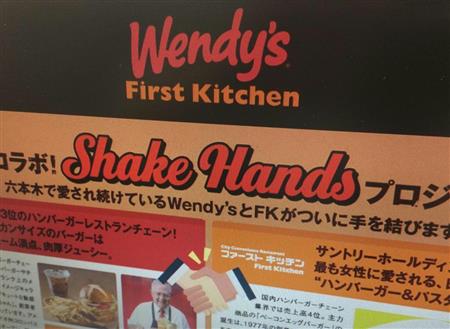 Wendy's
First Kitchen
コラボ! Shake Hands プロジ
六本木で愛され続けているWendy'sとFKがついに手を結びます
3位のハンバーガーレストランチェーン!
カンサイズのバーガーは
ーム満点、肉厚ジューシー。
City Convenience Restaurant
ファースト キッチン
First Kitchen
サントリーホールディ
最も女性に愛される、
"ハンバーガー&パスタ
国内ハンバーガーチェーン
業界では売上高4位。主力
商品の「ベーコンエッグバーガー」の
誕生は、1977年の